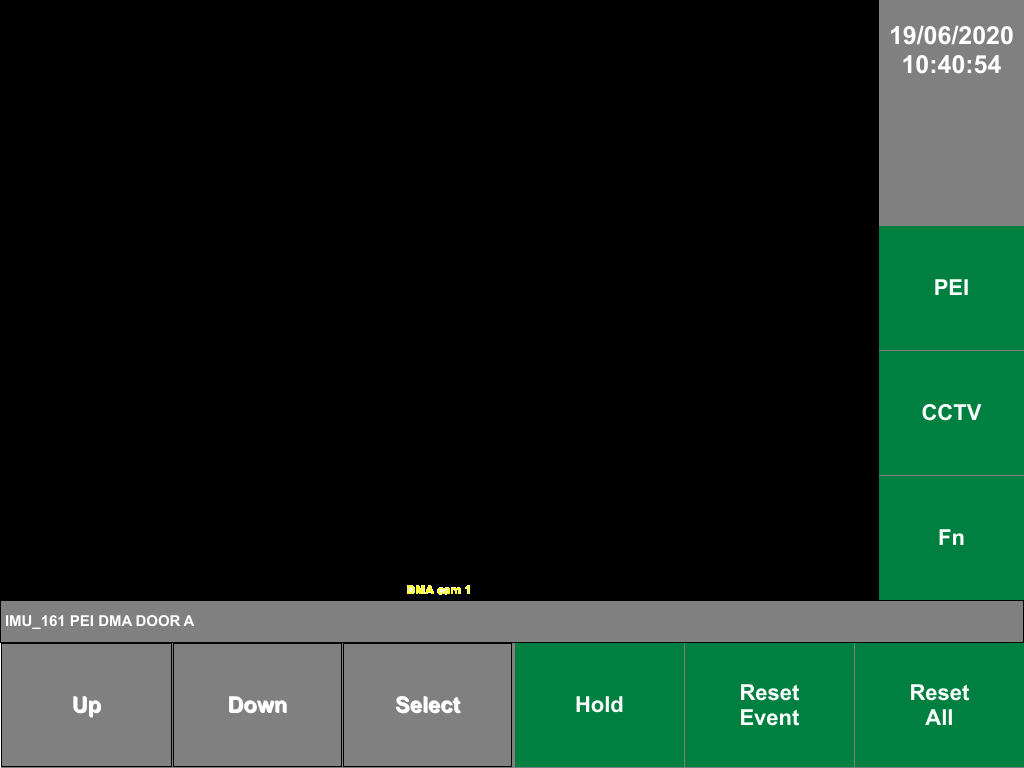 19/06/2020
10:40:54
PEI
CCTV
Fn
DMA cam 1
IMU_161 PEI DMA DOOR A
Up
Down
Select
Hold
Reset
Event
Reset
All